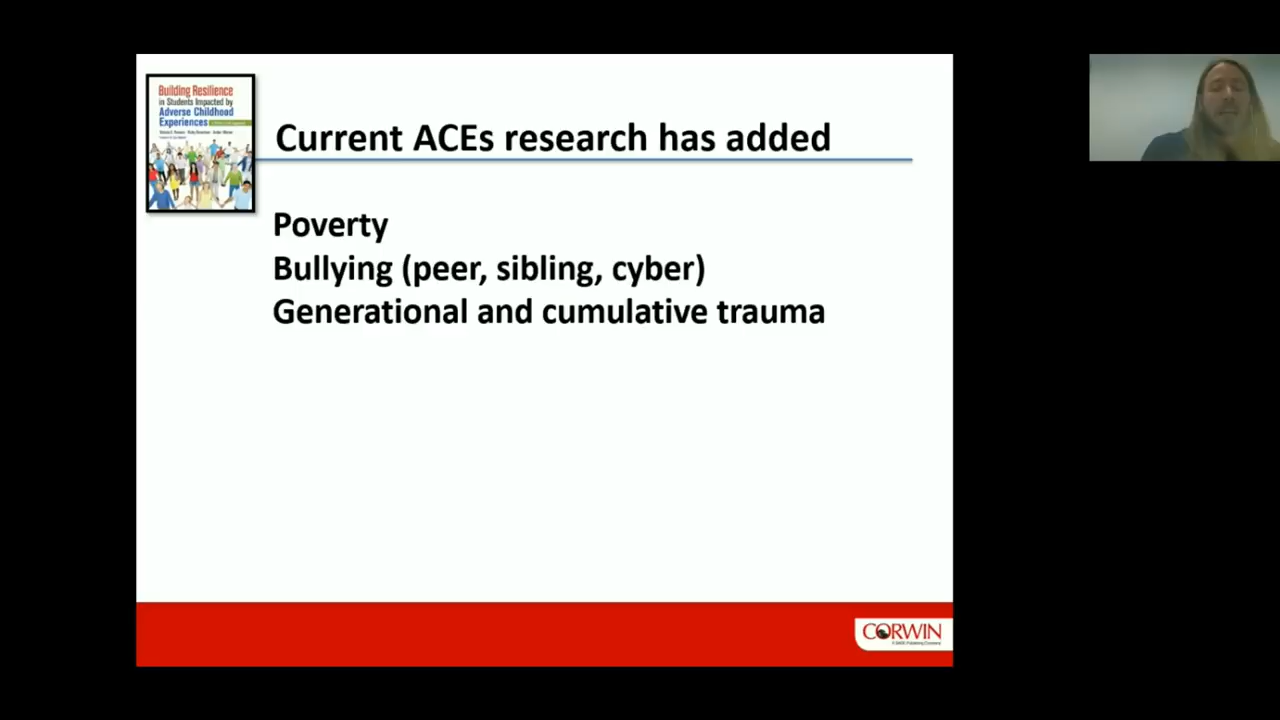 Building Resilience
in Students Impacted by
Adverse Childhood
Experiences
Current ACEs research has added
Poverty
Bullying (peer, sibling, cyber)
Generational and cumulative trauma
CORWIN